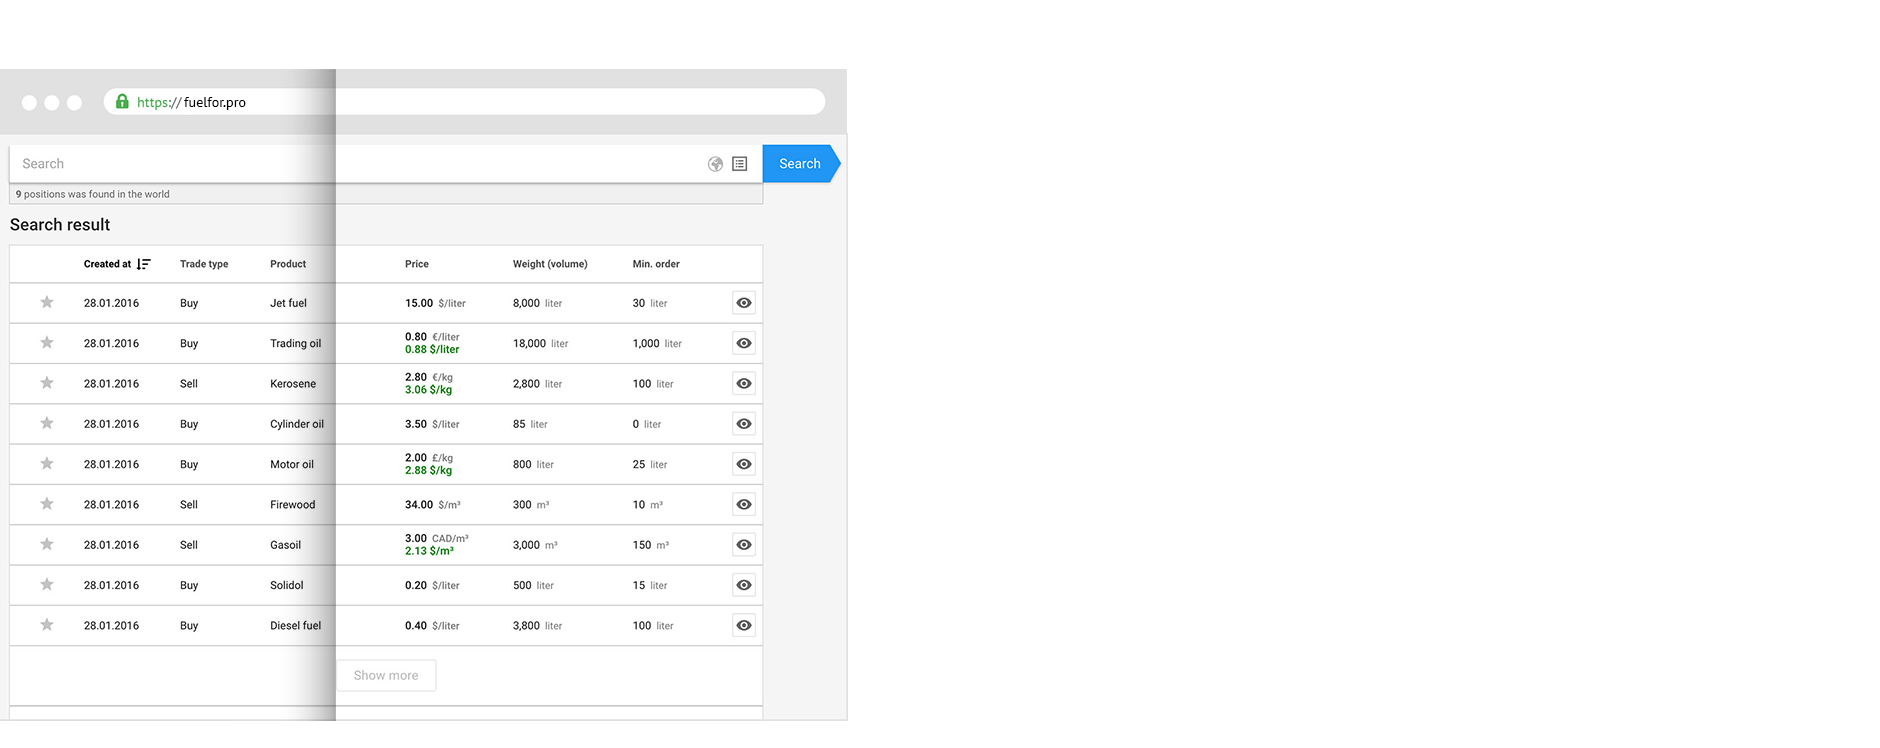 https:// fuelfor.pro
Search Search
9 positions was found in the world
Search result
Created at Trade type Product Price Weight (volume) Min. order
28.01.2016 Buy Jet fuel 15.00 $/liter 8,000 liter 30 liter
28.01.2016 Buy Trading oil 0.80 €/liter 18,000 liter 1,000 liter
0.88 $/liter
28.01.2016 Sell Kerosene 2.80 €/kg 2,800 liter 100 liter
3.06 $/kg
28.01.2016 Buy Cylinder oil 3.50 $/liter 85 liter 0 liter
28.01.2016 Buy Motor oil 2.00 £/kg 800 liter 25 liter
2.88 $/kg
28.01.2016 Sell Firewood 34.00 $/m³ 300 m³ 10 m³
28.01.2016 Sell Gasoil 3.00 CAD/m³ 3,000 m³ 150 m³
2.13 $/m³
28.01.2016 Buy Solidol 0.20 $/liter 500 liter 15 liter
28.01.2016 Buy Diesel fuel 0.40 $/liter 3,800 liter 100 liter
Show more